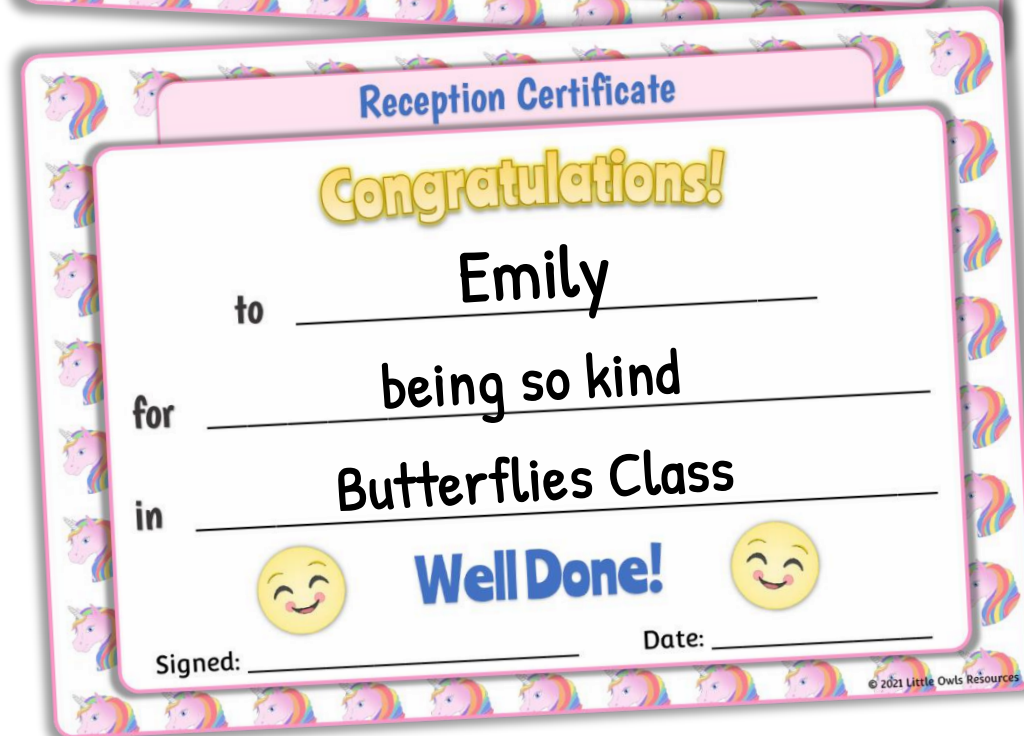 Reception Certificate
Congratulations!
to Emily
for being so kind
in Butterflies Class
Well Done!
Signed: Date:
© 2021 Little Owls Resources